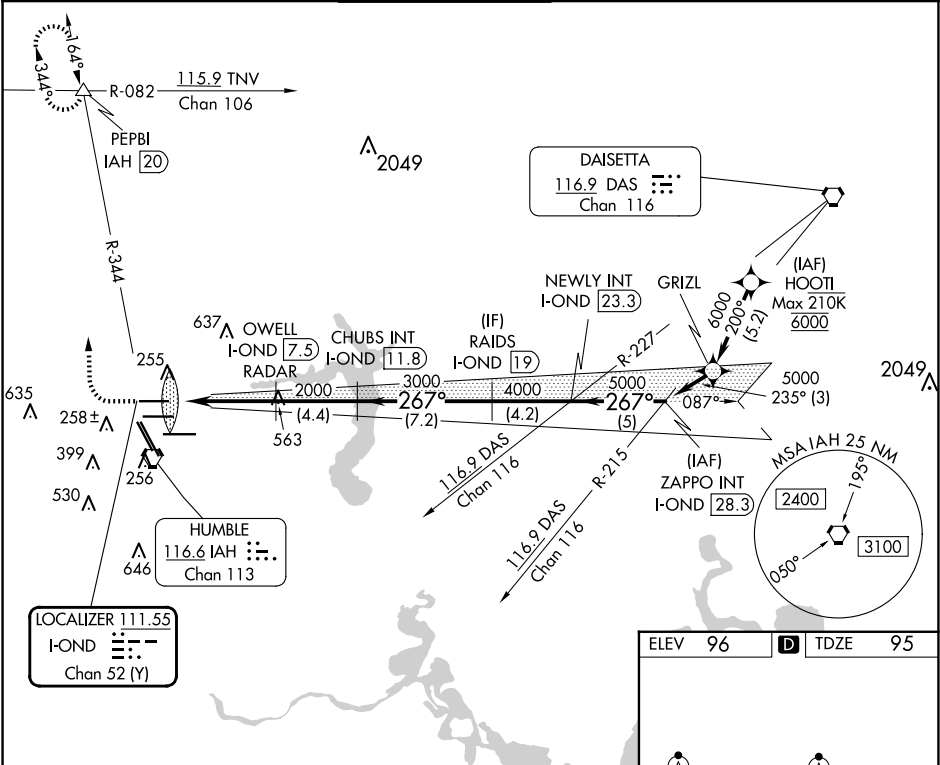 164°
344°
R-082
115.9 TNV
Chan 106
PEPBI
IAH 20
2049
DAISETTA
116.9 DAS
Chan 116
R-344
NEWLY INT
I-OND 23.3
GRIZL
6000
200°
(5.2)
(IAF)
HOOTI
Max 210K
6000
637
OWELL
I-OND 7.5
RADAR
CHUBS INT
I-OND 11.8
(IF)
RAIDS
I-OND 19
R-227
255
2000
3000
4000
5000
5000
2049
635
258±
267°
267°
087°
235° (3)
(4.4)
(7.2)
(4.2)
(5)
563
399
256
530
116.9 DAS
Chan 116
R-215
(IAF)
ZAPPO INT
I-OND 28.3
MSA IAH 25 NM
195°
2400
3100
050°
116.9 DAS
Chan 116
646
HUMBLE
116.6 IAH
Chan 113
LOCALIZER 111.55
I-OND
Chan 52 (Y)
ELEV 96 D TDZE 95
A
A